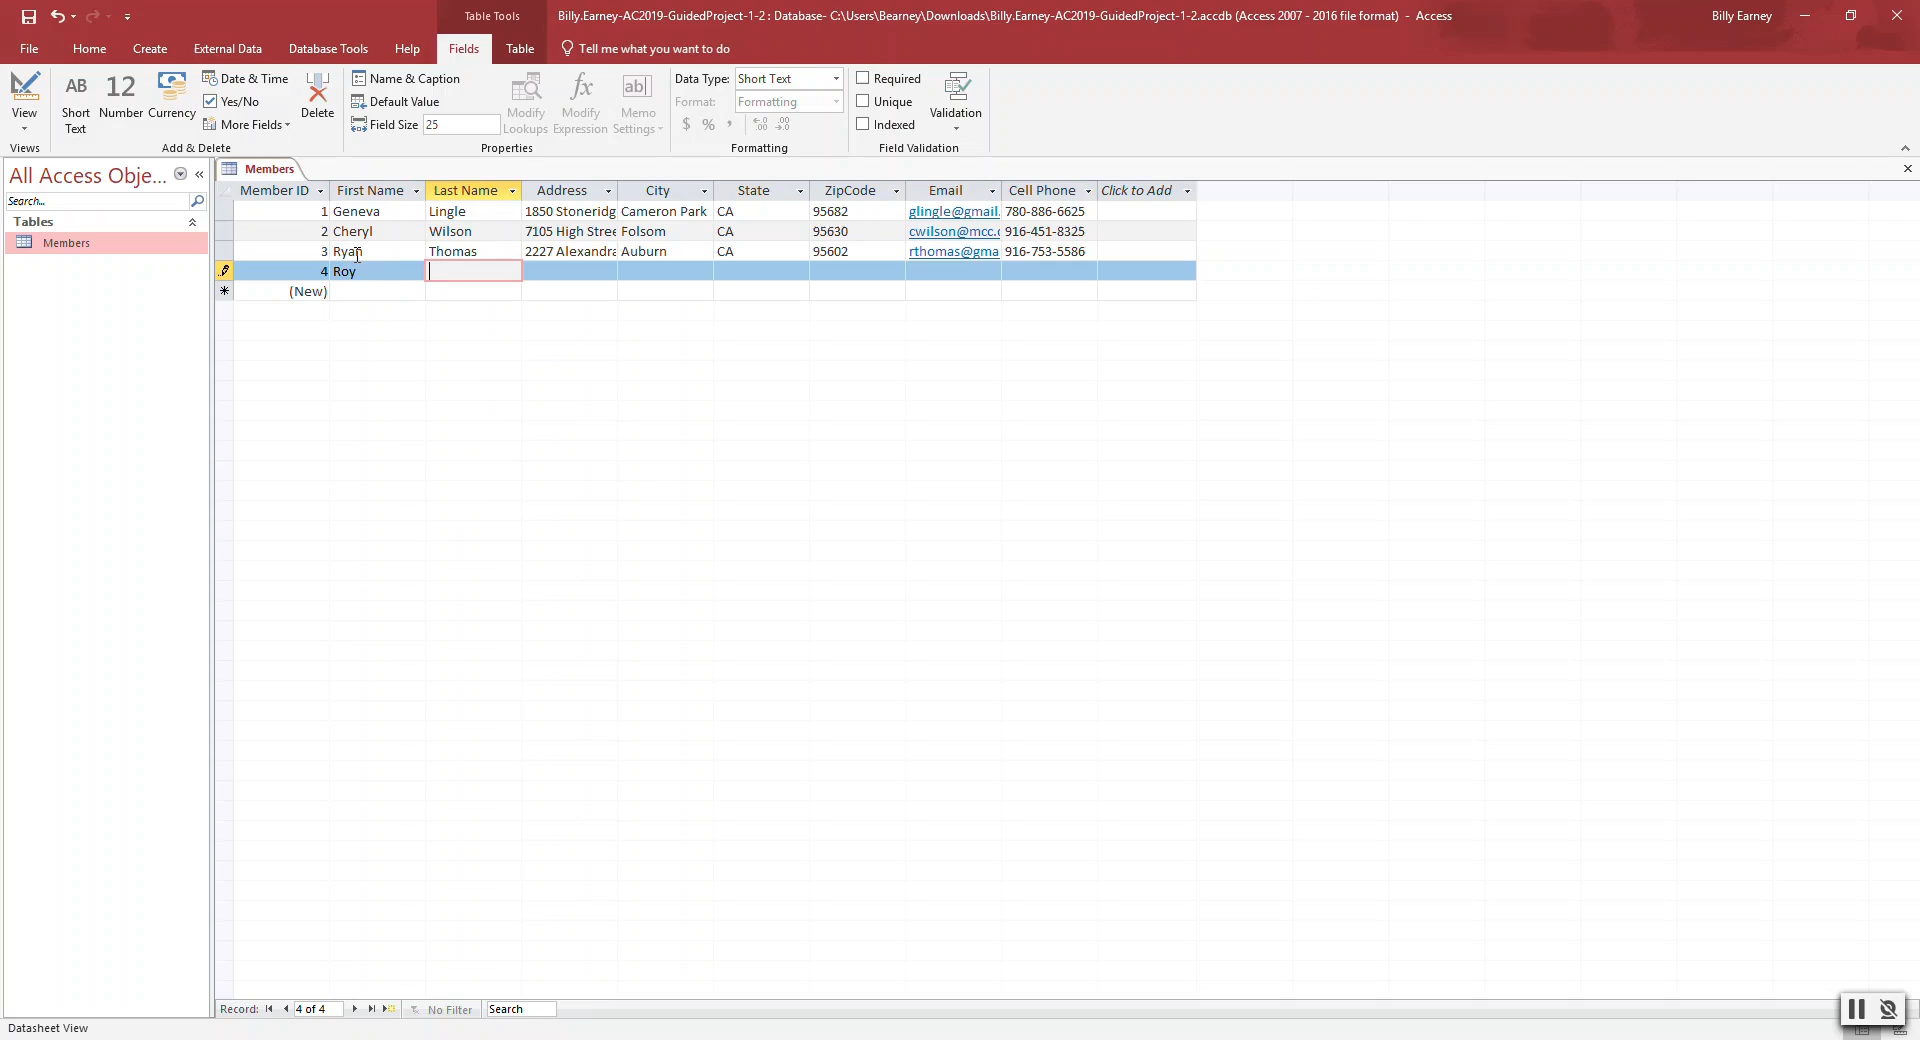 Table Tools
Billy.Earney-AC2019-GuidedProject-1-2 : Database- C:\Users\Bearney\Downloads\Billy.Earney-AC2019-GuidedProject-1-2.accdb (Access 2007 - 2016 file format) - Access
Billy Earney
File Home Create External Data Database Tools Help Fields Table Tell me what you want to do
View
Views
AB Short Text
12 Number
Currency
Date & Time
Yes/No
More Fields
Delete
Add & Delete
Name & Caption
Default Value
Field Size 25
Modify Lookups
fx Modify Expression
ab| Memo Settings
Properties
Data Type: Short Text
Format: Formatting
$ % , .00 .0
Formatting
Required
Unique
Indexed
Validation
Field Validation
All Access Obje... «
Search...
Tables
Members
Members
Member ID First Name Last Name Address City State ZipCode Email Cell Phone Click to Add
1 Geneva Lingle 1850 Stoneridg Cameron Park CA 95682 glingle@gmail. 780-886-6625
2 Cheryl Wilson 7105 High Stree Folsom CA 95630 cwilson@mcc.c 916-451-8325
3 Ryan Thomas 2227 Alexandra Auburn CA 95602 rthomas@gma 916-753-5586
4 Roy
(New)
Record: 4 of 4 No Filter Search
Datasheet View